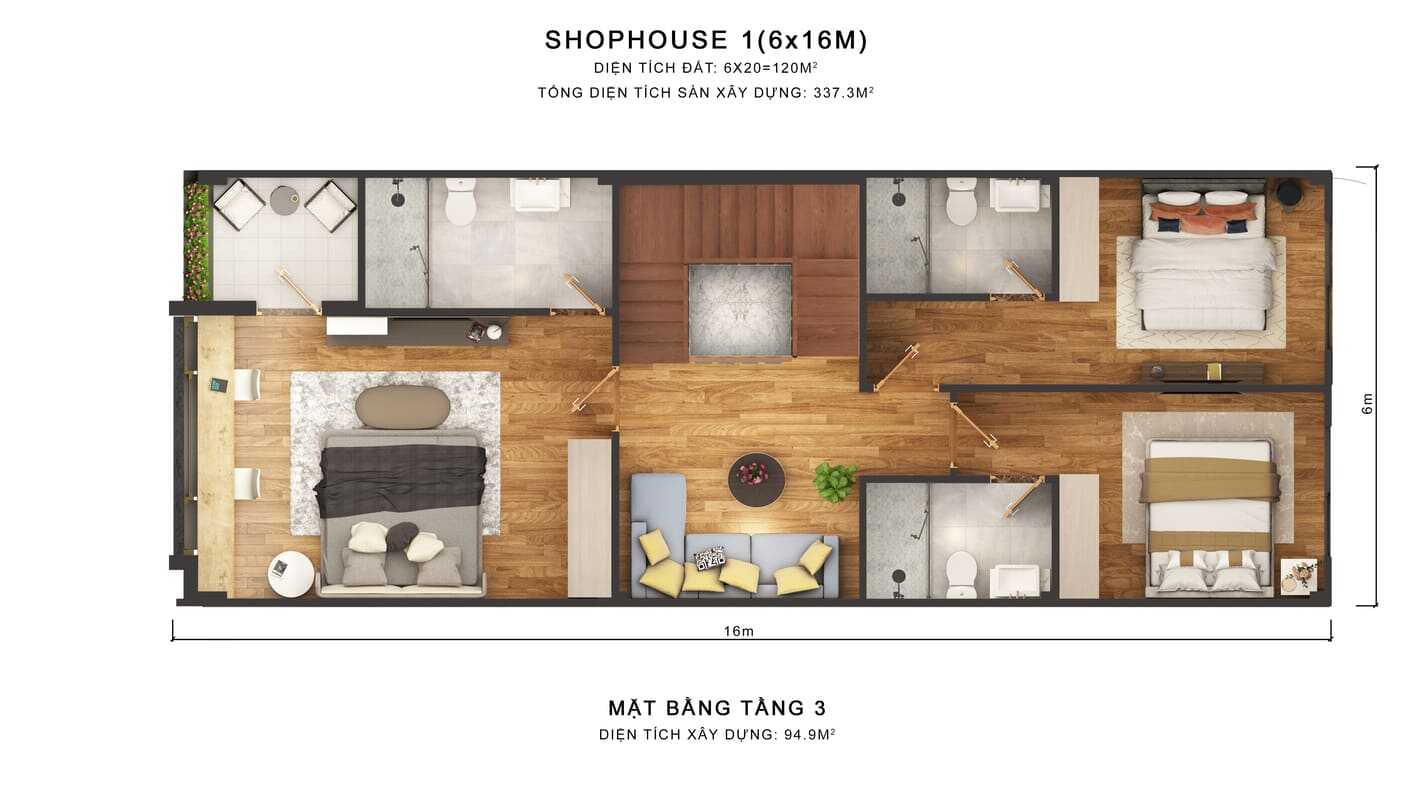 SHOPHOUSE 1(6x16M)
DIỆN TÍCH ĐẤT: 6X20=120M²
TỔNG DIỆN TÍCH SÀN XÂY DỰNG: 337.3M²
6m
16m
MẶT BẰNG TẦNG 3
DIỆN TÍCH XÂY DỰNG: 94.9M²